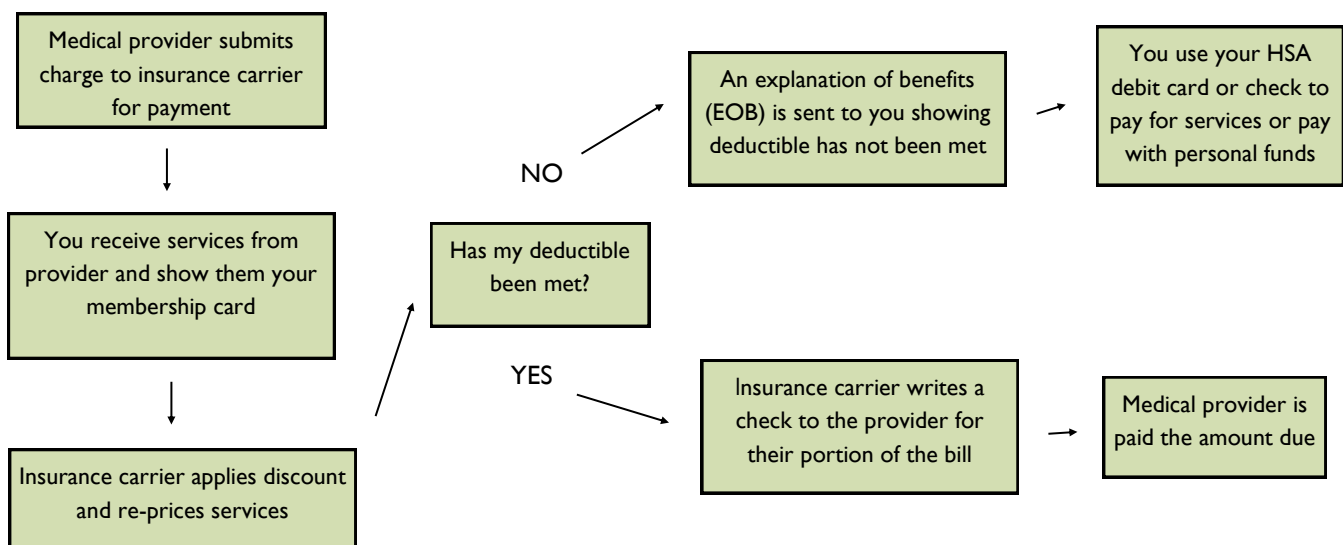 Medical provider submits
charge to insurance carrier
for payment
You receive services from
provider and show them your
membership card
Insurance carrier applies discount
and re-prices services
Has my deductible
been met?
NO
An explanation of benefits
(EOB) is sent to you showing
deductible has not been met
You use your HSA
debit card or check to
pay for services or pay
with personal funds
YES
Insurance carrier writes a
check to the provider for
their portion of the bill
Medical provider is
paid the amount due